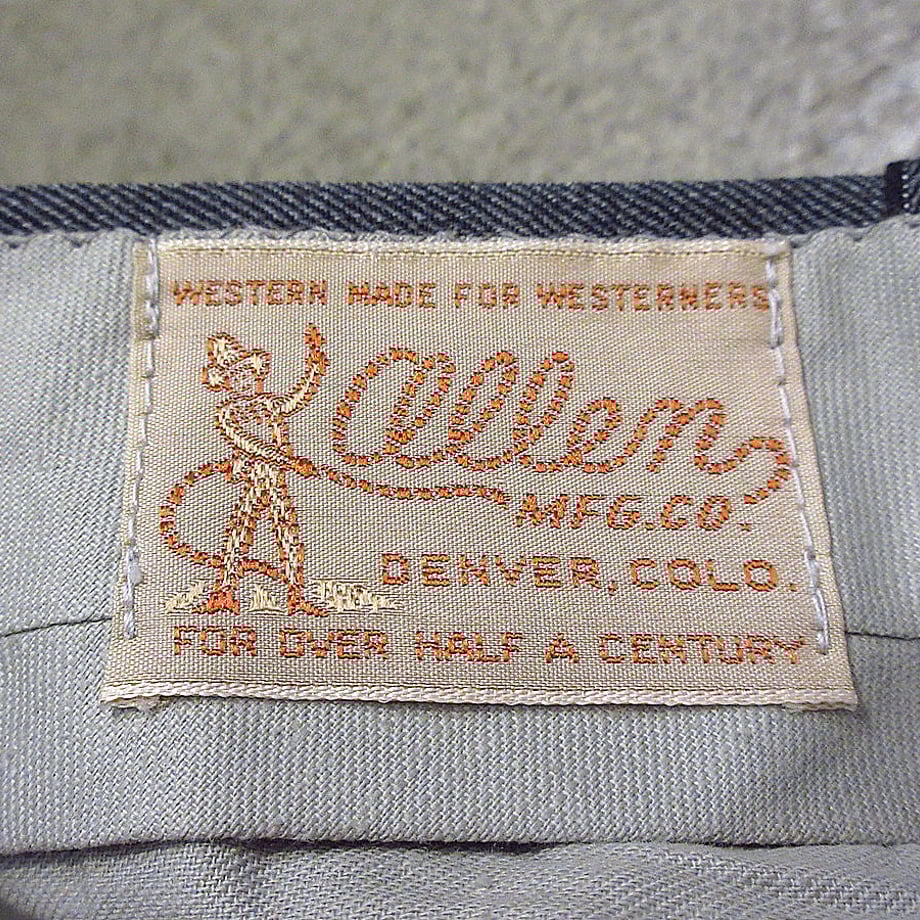 WESTERN MADE FOR WESTERNERS
Allen
MFG.CO.
DENVER, COLO.
FOR OVER HALF A CENTURY